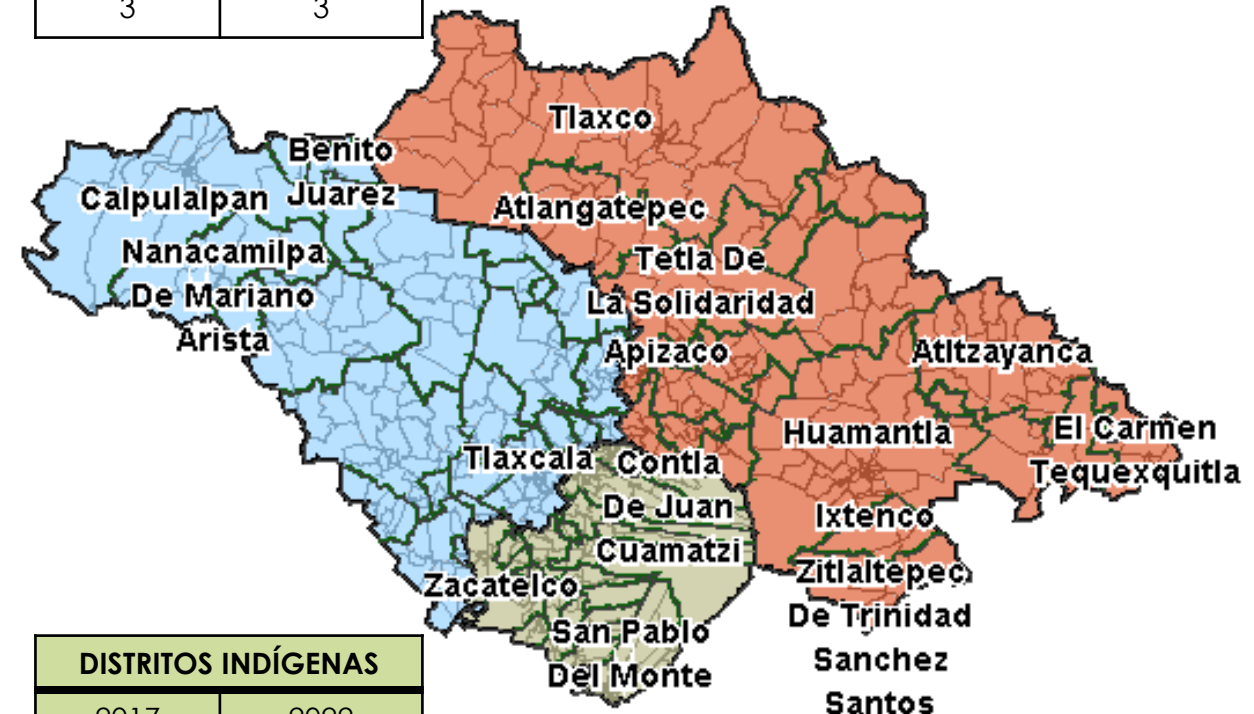 3 3
Tlaxco
Benito
Juarez
Calpulalpan
Atlangatepec
Nanacamilpa
De Mariano
Arista
Tetla De
La Solidaridad
Apizaco
Atltzayanca
Huamantla
El Carmen
Tequexquitla
Tlaxcala
Contla
De Juan
Cuamatzi
Ixtenco
Zitlaltepec
De Trinidad
Sanchez
Santos
Zacatelco
San Pablo
Del Monte
DISTRITOS INDÍGENAS
2017 2022